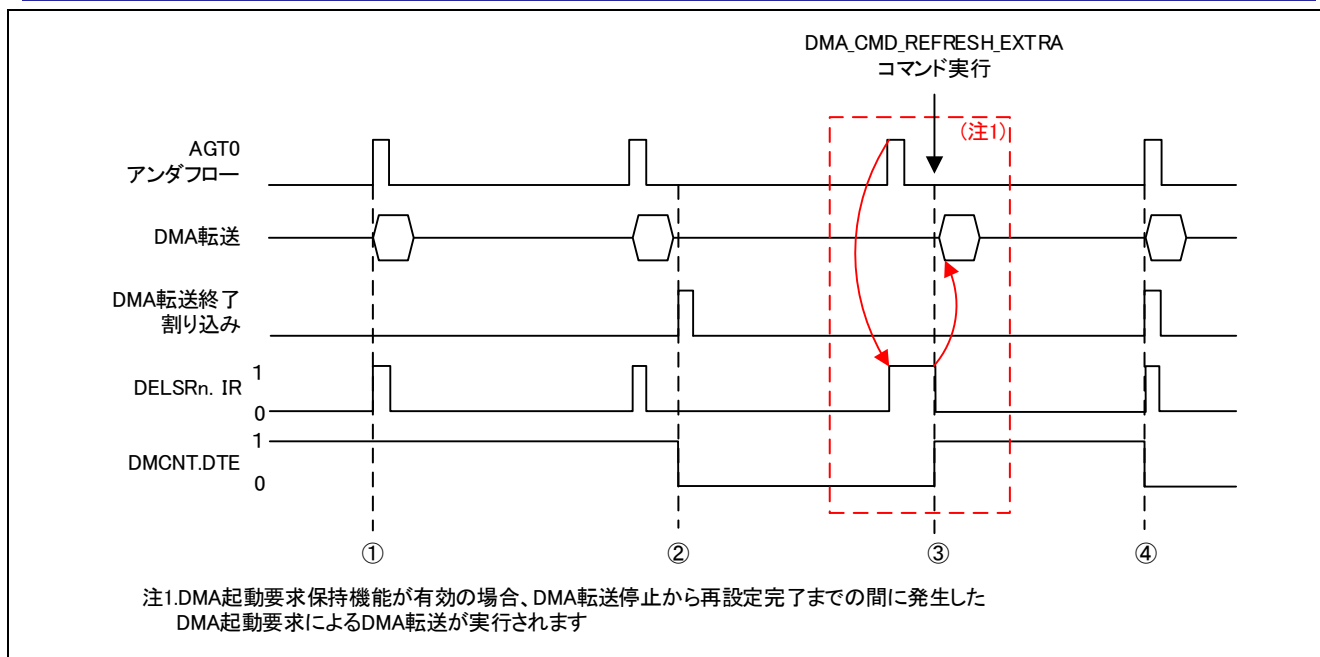 DMA_CMD_REFRESH_EXTRA
コマンド実行
(注1)
AGT0
アンダフロー
DMA転送
DMA転送終了
割り込み
DELSRn. IR
1
0
DMCNT.DTE
1
0
①
②
③
④
注1.DMA起動要求保持機能が有効の場合、DMA転送停止から再設定完了までの間に発生した
DMA起動要求によるDMA転送が実行されます